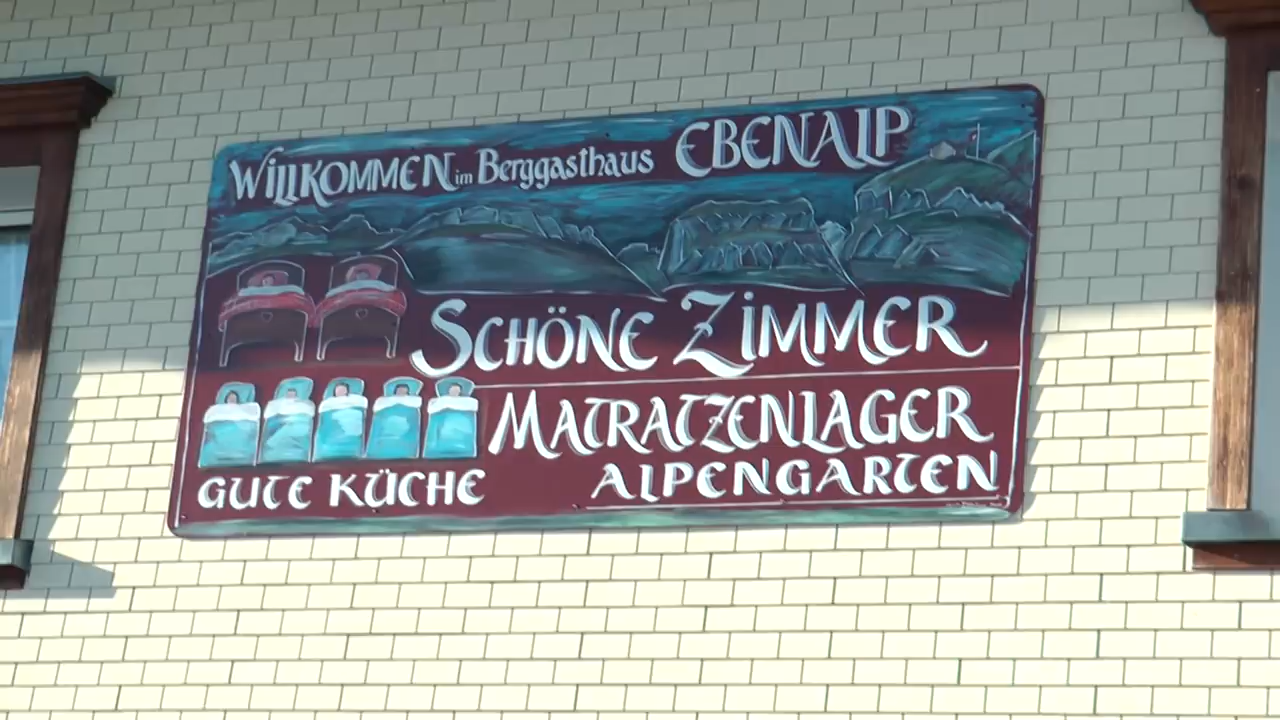 WILLKOMMEN im Berggasthaus EBENALP
SCHÖNE ZIMMER
MATRATZENLAGER
GUTE KÜCHE ALPENGARTEN